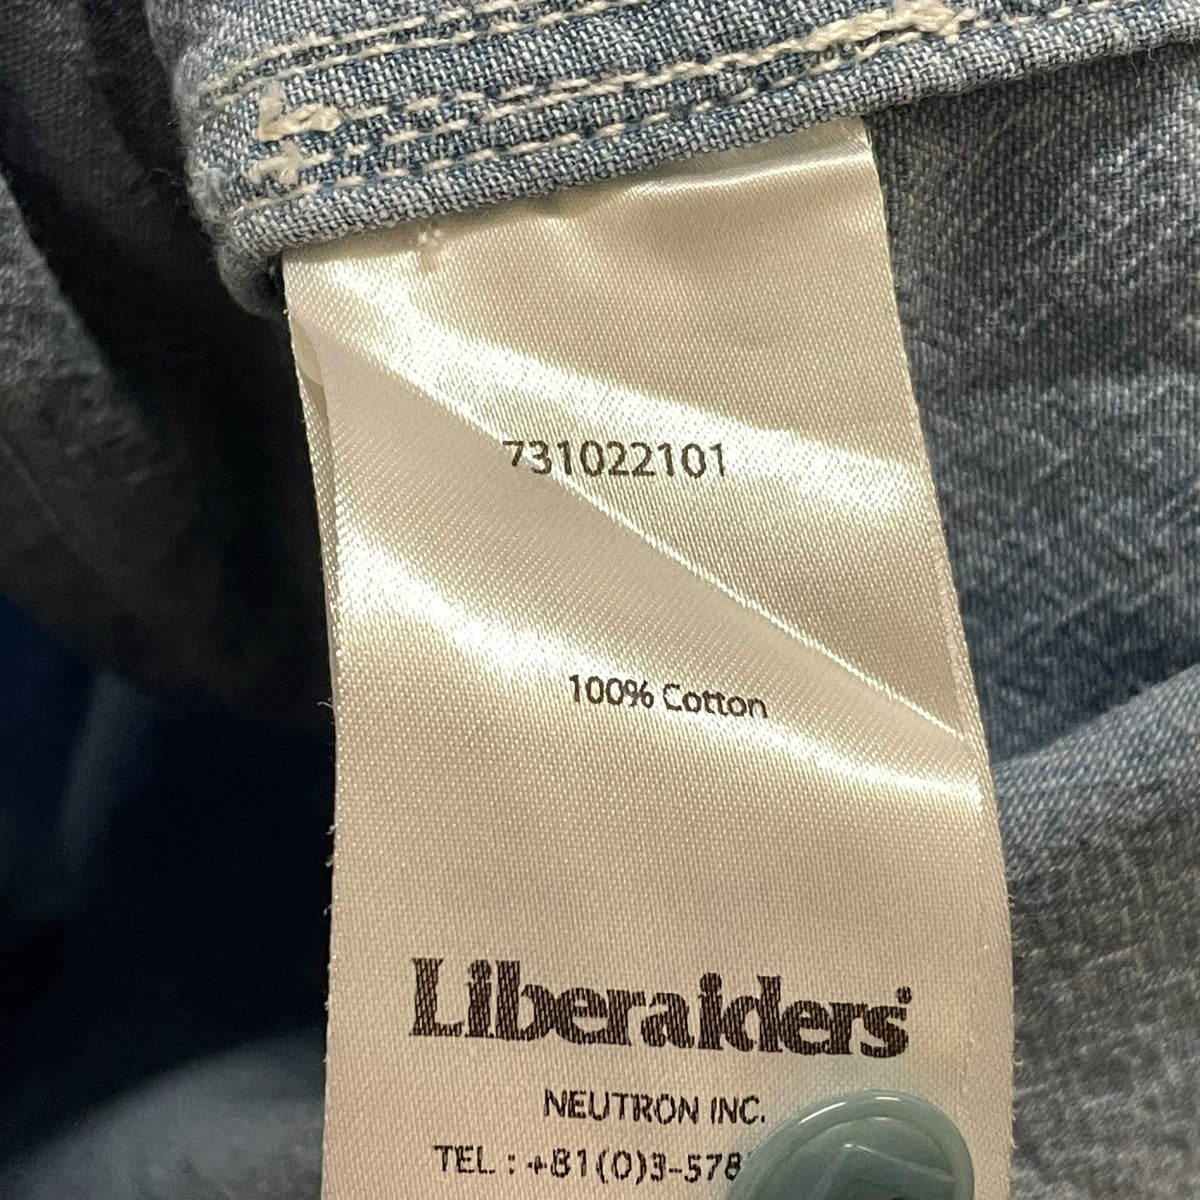 731022101
100% Cotton
Liberaiders®
NEUTRON INC.
TEL : +81(0)3-578